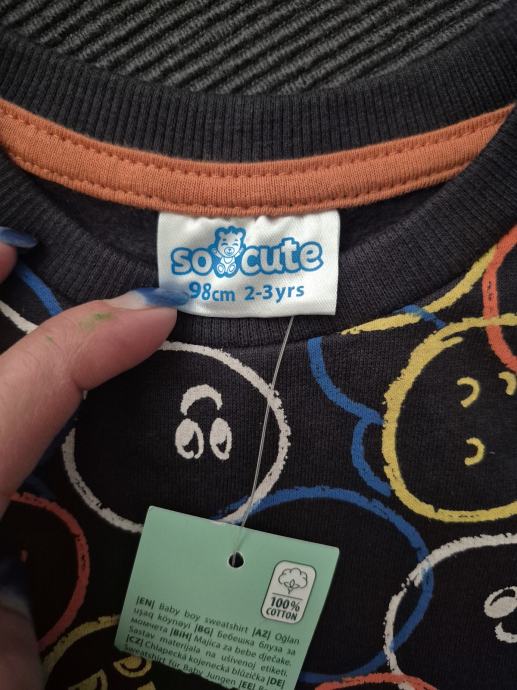 so cute
98cm 2-3yrs
100%
COTTON
|EN| Baby boy sweatshirt |AZ| Oğlan
uşaq köynəyi |BG| Бебешка блуза за
момчета |BiH| Majica za bebe dječake.
Sastav materijala na ušivenoj etiketi.
|CZ| Chlapecká kojenecká blůzička |DE|
sweatshirt für Baby Jungen |EE|